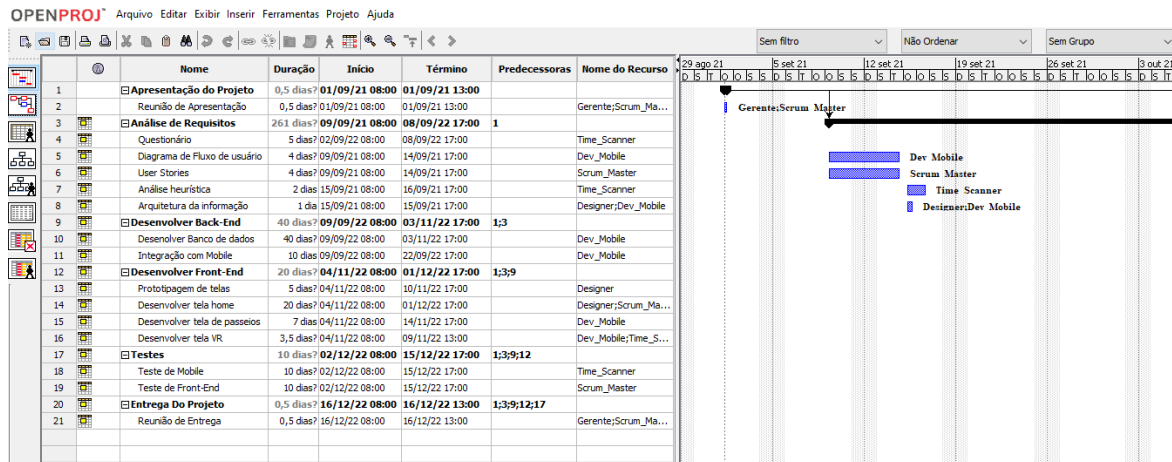 OPENPROJ™ Arquivo Editar Exibir Inserir Ferramentas Projeto Ajuda
Sem filtro Não Ordenar Sem Grupo
Nome Duração Início Término Predecessoras Nome do Recurso
29 ago 21 5 set 21 12 set 21 19 set 21 26 set 21 3 out 21
D S T Q Q S S D S T Q Q S S D S T Q Q S S D S T Q Q S S D S T Q Q S S D S T
1 Apresentação do Projeto 0,5 dias? 01/09/21 08:00 01/09/21 13:00
2 Reunião de Apresentação 0,5 dias? 01/09/21 08:00 01/09/21 13:00 Gerente;Scrum_Ma... Gerente;Scrum Master
3 Análise de Requisitos 261 dias? 09/09/21 08:00 08/09/22 17:00 1
4 Questionário 5 dias? 02/09/22 08:00 08/09/22 17:00 Time_Scanner
5 Diagrama de Fluxo de usuário 4 dias? 09/09/21 08:00 14/09/21 17:00 Dev_Mobile Dev Mobile
6 User Stories 4 dias? 09/09/21 08:00 14/09/21 17:00 Scrum_Master Scrum Master
7 Análise heurística 2 dias 15/09/21 08:00 16/09/21 17:00 Time_Scanner Time Scanner
8 Arquitetura da informação 1 dia 15/09/21 08:00 15/09/21 17:00 Designer;Dev_Mobile Designer;Dev Mobile
9 Desenvolver Back-End 40 dias? 09/09/22 08:00 03/11/22 17:00 1;3
10 Desenolver Banco de dados 40 dias? 09/09/22 08:00 03/11/22 17:00 Dev_Mobile
11 Integração com Mobile 10 dias 09/09/22 08:00 22/09/22 17:00 Dev_Mobile
12 Desenvolver Front-End 20 dias? 04/11/22 08:00 01/12/22 17:00 1;3;9
13 Prototipagem de telas 5 dias? 04/11/22 08:00 10/11/22 17:00 Designer
14 Desenvolver tela home 20 dias? 04/11/22 08:00 01/12/22 17:00 Designer;Scrum_Ma...
15 Desenvolver tela de passeios 7 dias 04/11/22 08:00 14/11/22 17:00 Dev_Mobile
16 Desenvolver tela VR 3,5 dias? 04/11/22 08:00 09/11/22 13:00 Dev_Mobile;Time_S...
17 Testes 10 dias? 02/12/22 08:00 15/12/22 17:00 1;3;9;12
18 Teste de Mobile 10 dias? 02/12/22 08:00 15/12/22 17:00 Time_Scanner
19 Teste de Front-End 10 dias? 02/12/22 08:00 15/12/22 17:00 Scrum_Master
20 Entrega Do Projeto 0,5 dias? 16/12/22 08:00 16/12/22 13:00 1;3;9;12;17
21 Reunião de Entrega 0,5 dias? 16/12/22 08:00 16/12/22 13:00 Gerente;Scrum_Ma...